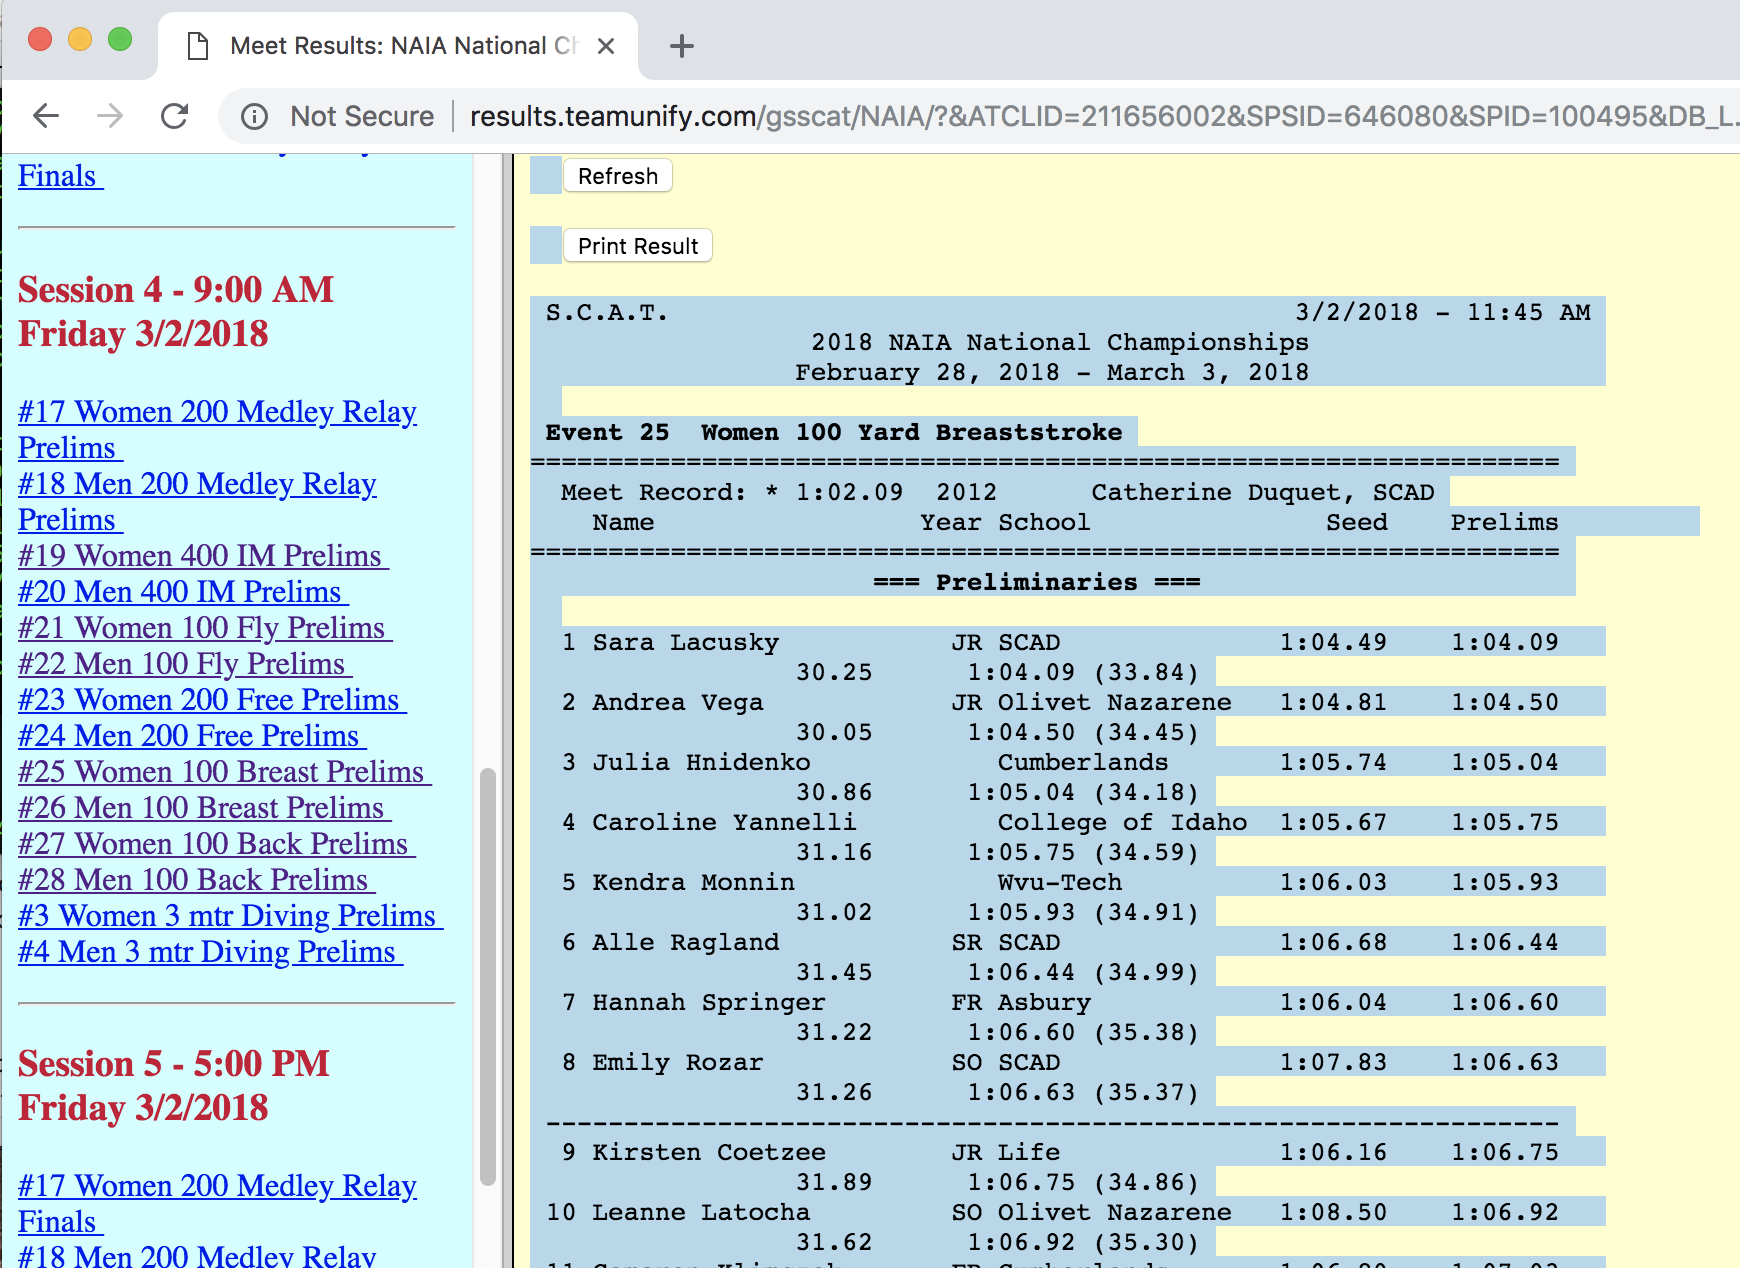 Meet Results: NAIA National Ch
Not Secure results.teamunify.com/gsscat/NAIA/?&ATCLID=211656002&SPSID=646080&SPID=100495&DB_L.
Finals
Session 4 - 9:00 AM
Friday 3/2/2018
#17 Women 200 Medley Relay
Prelims
#18 Men 200 Medley Relay
Prelims
#19 Women 400 IM Prelims
#20 Men 400 IM Prelims
#21 Women 100 Fly Prelims
#22 Men 100 Fly Prelims
#23 Women 200 Free Prelims
#24 Men 200 Free Prelims
#25 Women 100 Breast Prelims
#26 Men 100 Breast Prelims
#27 Women 100 Back Prelims
#28 Men 100 Back Prelims
#3 Women 3 mtr Diving Prelims
#4 Men 3 mtr Diving Prelims
Session 5 - 5:00 PM
Friday 3/2/2018
#17 Women 200 Medley Relay
Finals
#18 Men 200 Medley Relay
Refresh
Print Result
S.C.A.T. 3/2/2018 - 11:45 AM
2018 NAIA National Championships
February 28, 2018 - March 3, 2018
Event 25 Women 100 Yard Breaststroke
==================================================================
Meet Record: * 1:02.09 2012 Catherine Duquet, SCAD
Name Year School Seed Prelims
==================================================================
=== Preliminaries ===
1 Sara Lacusky JR SCAD 1:04.49 1:04.09
30.25 1:04.09 (33.84)
2 Andrea Vega JR Olivet Nazarene 1:04.81 1:04.50
30.05 1:04.50 (34.45)
3 Julia Hnidenko Cumberlands 1:05.74 1:05.04
30.86 1:05.04 (34.18)
4 Caroline Yannelli College of Idaho 1:05.67 1:05.75
31.16 1:05.75 (34.59)
5 Kendra Monnin Wvu-Tech 1:06.03 1:05.93
31.02 1:05.93 (34.91)
6 Alle Ragland SR SCAD 1:06.68 1:06.44
31.45 1:06.44 (34.99)
7 Hannah Springer FR Asbury 1:06.04 1:06.60
31.22 1:06.60 (35.38)
8 Emily Rozar SO SCAD 1:07.83 1:06.63
31.26 1:06.63 (35.37)
-----------------------------------------------------------------
9 Kirsten Coetzee JR Life 1:06.16 1:06.75
31.89 1:06.75 (34.86)
10 Leanne Latocha SO Olivet Nazarene 1:08.50 1:06.92
31.62 1:06.92 (35.30)